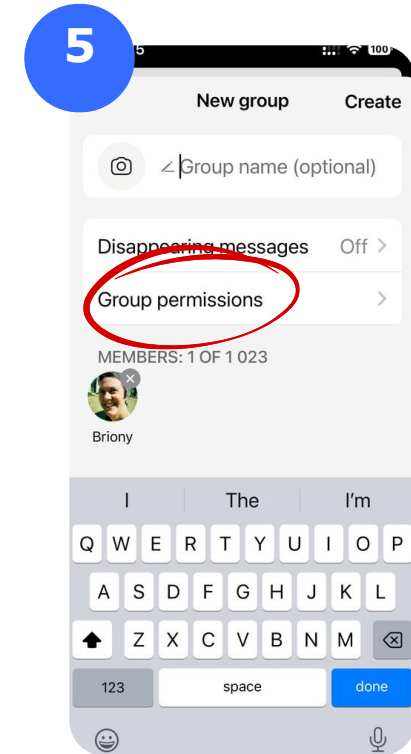 5
5
100
New group
Create
Group name (optional)
Disappearing messages
Off
Group permissions
MEMBERS: 1 OF 1 023
Briony
I The I'm
Q W E R T Y U I O P
A S D F G H J K L
Z X C V B N M
123 space done